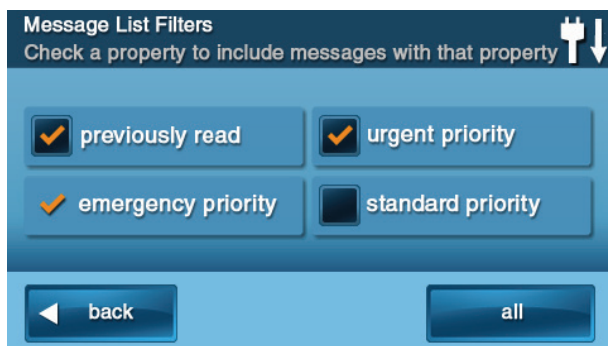 Message List Filters
Check a property to include messages with that property
previously read
urgent priority
emergency priority
standard priority
back
all